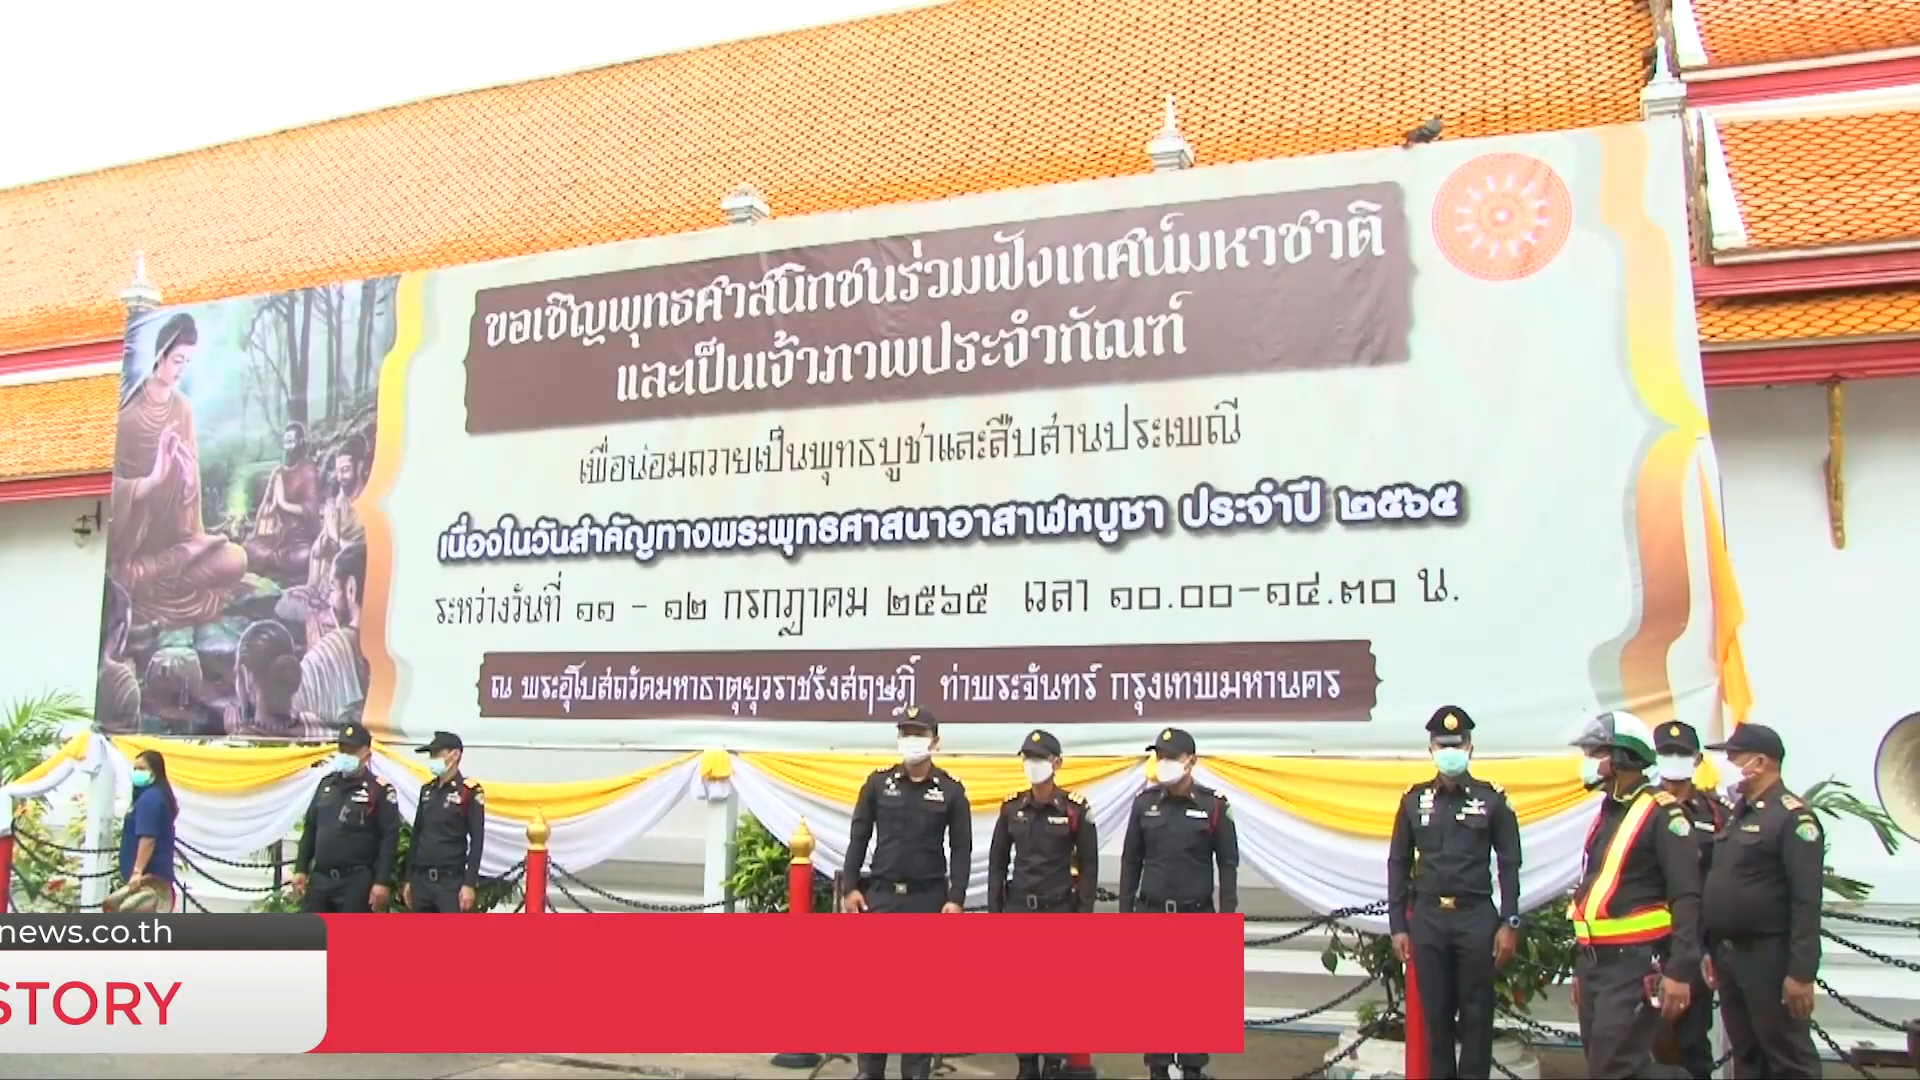 ขอเชิญพุทธศาสนิกชนร่วมฟังเทศน์มหาชาติ
และเป็นเจ้าภาพประจำกัณฑ์
เพื่อน้อมถวายเป็นพุทธบูชาและสืบสานประเพณี
เนื่องในวันสำคัญทางพระพุทธศาสนาอาสาฬหบูชา ประจำปี ๒๕๖๕
ระหว่างวันที่ ๑๑ - ๑๒ กรกฎาคม ๒๕๖๕ เวลา ๑๐.๐๐-๑๔.๓๐ น.
ณ พระอุโบสถวัดมหาธาตุยุวราชรังสฤษฎิ์ ท่าพระจันทร์ กรุงเทพมหานคร
news.co.th
STORY